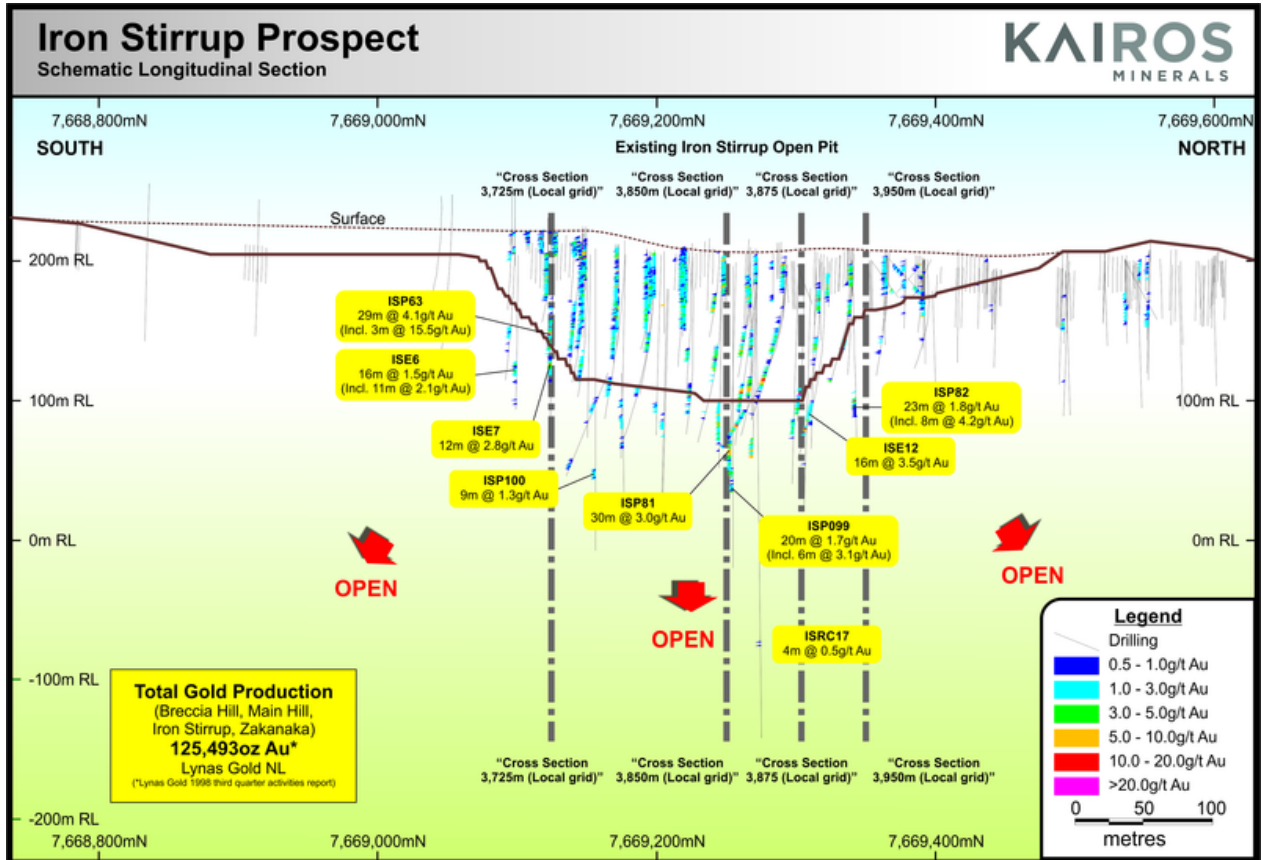 Iron Stirrup Prospect
Schematic Longitudinal Section
KAIROS
MINERALS
7,668,800mN
7,669,000mN
7,669,200mN
7,669,400mN
7,669,600mN
SOUTH
Existing Iron Stirrup Open Pit
NORTH
“Cross Section
3,725m (Local grid)”
“Cross Section
3,850m (Local grid)”
“Cross Section
3,875 (Local grid)”
“Cross Section
3,950m (Local grid)”
Surface
200m RL
200m RL
ISP63
29m @ 4.1g/t Au
(Incl. 3m @ 15.5g/t Au)
ISE6
16m @ 1.5g/t Au
(Incl. 11m @ 2.1g/t Au)
100m RL
100m RL
ISP82
23m @ 1.8g/t Au
(Incl. 8m @ 4.2g/t Au)
ISE7
12m @ 2.8g/t Au
ISE12
16m @ 3.5g/t Au
ISP100
9m @ 1.3g/t Au
ISP81
30m @ 3.0g/t Au
ISP099
20m @ 1.7g/t Au
(Incl. 6m @ 3.1g/t Au)
0m RL
0m RL
OPEN
OPEN
OPEN
ISRC17
4m @ 0.5g/t Au
-100m RL
Total Gold Production
(Breccia Hill, Main Hill,
Iron Stirrup, Zakanaka)
125,493oz Au*
Lynas Gold NL
(*Lynas Gold 1998 third quarter activities report)
“Cross Section
3,725m (Local grid)”
“Cross Section
3,850m (Local grid)”
“Cross Section
3,875 (Local grid)”
“Cross Section
3,950m (Local grid)”
-200m RL
7,668,800mN
7,669,000mN
7,669,200mN
7,669,400mN
Legend
Drilling
0.5 - 1.0g/t Au
1.0 - 3.0g/t Au
3.0 - 5.0g/t Au
5.0 - 10.0g/t Au
10.0 - 20.0g/t Au
>20.0g/t Au
0 50 100
metres